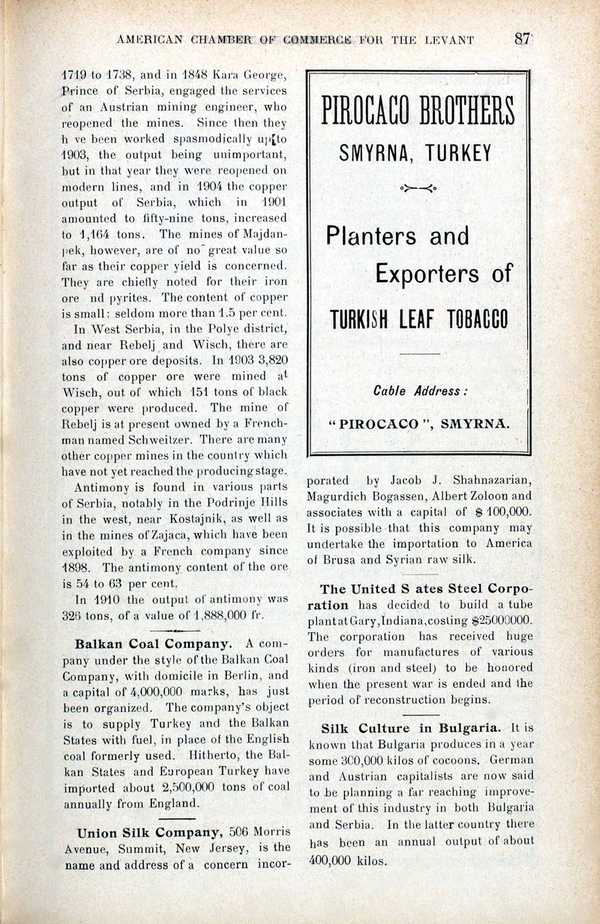 AMERICAN CHAMBER OF COMMERCE FOR THE LEVANT 87
1719 to 1738, and in 1848 Kara George,
Prince of Serbia, engaged the services
of an Austrian mining engineer, who
reopened the mines. Since then they
h ve been worked spasmodically up to
1903, the output being unimportant,
but in that year they were reopened on
modern lines, and in 1904 the copper
output of Serbia, which in 1901
amounted to fifty-nine tons, increased
to 1,164 tons. The mines of Majdan-
pek, however, are of no great value so
far as their copper yield is concerned.
They are chiefly noted for their iron
ore nd pyrites. The content of copper
is small: seldom more than 1.5 per cent.
In West Serbia, in the Polye district,
and near Rebelj and Wisch, there are
also copper ore deposits. In 1903 3,820
tons of copper ore were mined at
Wisch, out of which 151 tons of black
copper were produced. The mine of
Rebelj is at present owned by a French-
man named Schweitzer. There are many
other copper mines in the country which
have not yet reached the producing stage.
Antimony is found in various parts
of Serbia, notably in the Podrinje Hills
in the west, near Kostajnik, as well as
in the mines of Zajaca, which have been
exploited by a French company since
1898. The antimony content of the ore
is 54 to 63 per cent.
In 1910 the output of antimony was
326 tons, of a value of 1,888,000 fr.
Balkan Coal Company. A com-
pany under the style of the Balkan Coal
Company, with domicile in Berlin, and
a capital of 4,000,000 marks, has just
been organized. The company's object
is to supply Turkey and the Balkan
States with fuel, in place of the English
coal formerly used. Hitherto, the Bal-
kan States and European Turkey have
imported about 2,500,000 tons of coal
annually from England.
Union Silk Company, 506 Morris
Avenue, Summit, New Jersey, is the
name and address of a concern incor-
PIROCACO BROTHERS
SMYRNA, TURKEY
Planters and
Exporters of
TURKISH LEAF TOBACCO
Cable Address:
"PIROCACO", SMYRNA.
porated by Jacob J. Shahnazarian,
Magurdich Bogassen, Albert Zoloon and
associates with a capital of $ 100,000.
It is possible that this company may
undertake the importation to America
of Brusa and Syrian raw silk.
The United S ates Steel Corpo-
ration has decided to build a tube
plant at Gary, Indiana, costing $25000000.
The corporation has received huge
orders for manufactures of various
kinds (iron and steel) to be honored
when the present war is ended and the
period of reconstruction begins.
Silk Culture in Bulgaria. It is
known that Bulgaria produces in a year
some 300,000 kilos of cocoons. German
and Austrian capitalists are now said
to be planning a far reaching improve-
ment of this industry in both Bulgaria
and Serbia. In the latter country there
has been an annual output of about
400,000 kilos.